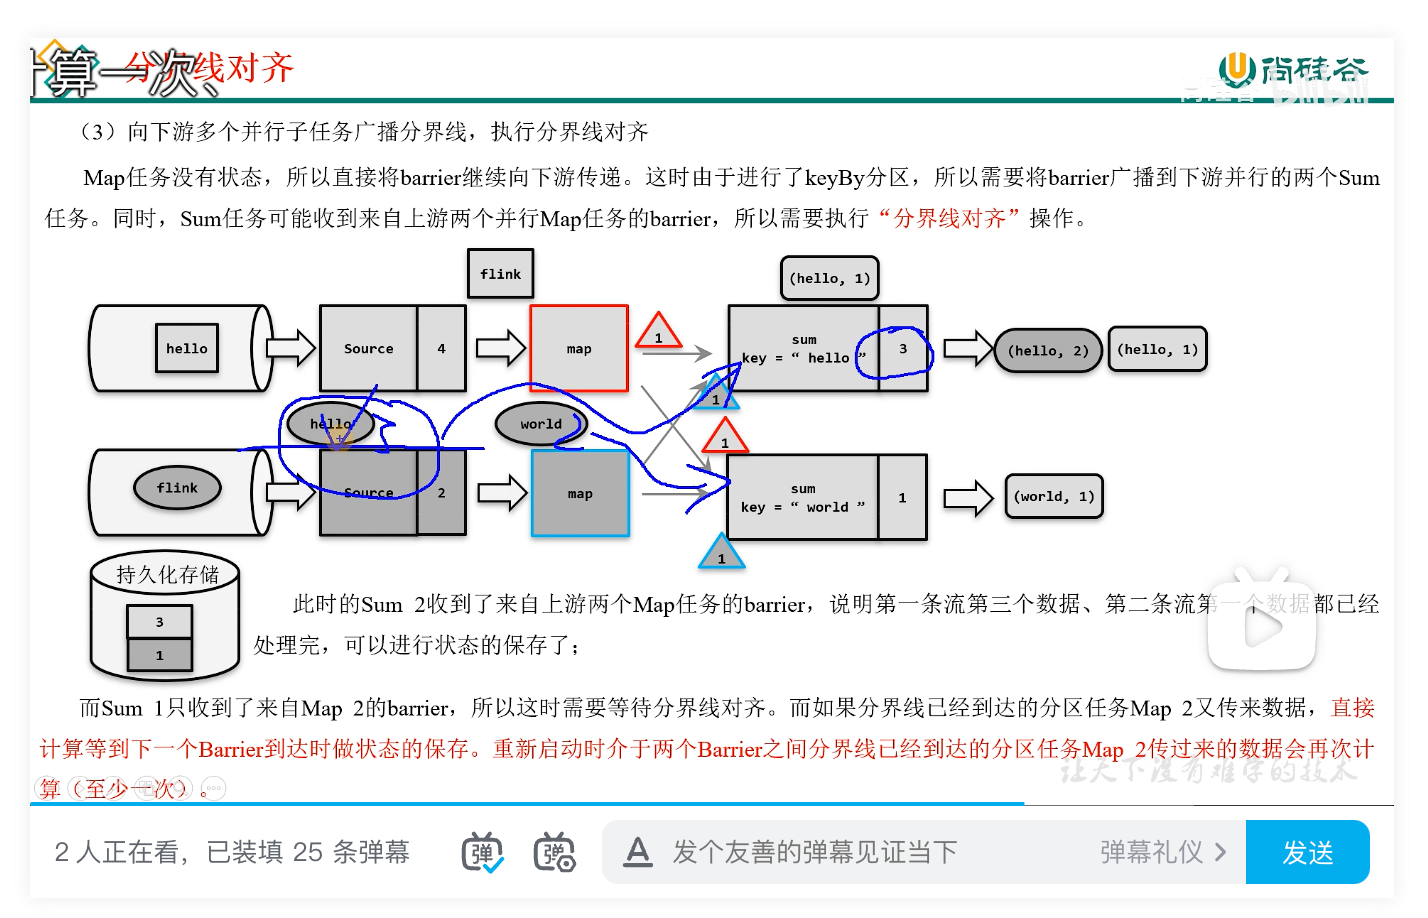 计算一次、
分界线对齐
尚硅谷
bilibili
（3）向下游多个并行子任务广播分界线，执行分界线对齐
Map任务没有状态，所以直接将barrier继续向下游传递。这时由于进行了keyBy分区，所以需要将barrier广播到下游并行的两个Sum
任务。同时，Sum任务可能收到来自上游两个并行Map任务的barrier，所以需要执行“分界线对齐”操作。
flink
(hello, 1)
hello
Source
4
map
1
sum
key = “ hello ”
3
(hello, 2)
(hello, 1)
1
hello
world
1
flink
Source
2
map
sum
key = “ world ”
1
(world, 1)
1
持久化存储
3
1
此时的Sum 2收到了来自上游两个Map任务的barrier，说明第一条流第三个数据、第二条流第一个数据都已经
处理完，可以进行状态的保存了；
而Sum 1只收到了来自Map 2的barrier，所以这时需要等待分界线对齐。而如果分界线已经到达的分区任务Map 2又传来数据，直接
计算等到下一个Barrier到达时做状态的保存。重新启动时介于两个Barrier之间分界线已经到达的分区任务Map 2传过来的数据会再次计
算（至少一次）。
让天下没有难学的技术
2 人正在看，已装填 25 条弹幕
弹
弹
A
发个友善的弹幕见证当下
弹幕礼仪
发送